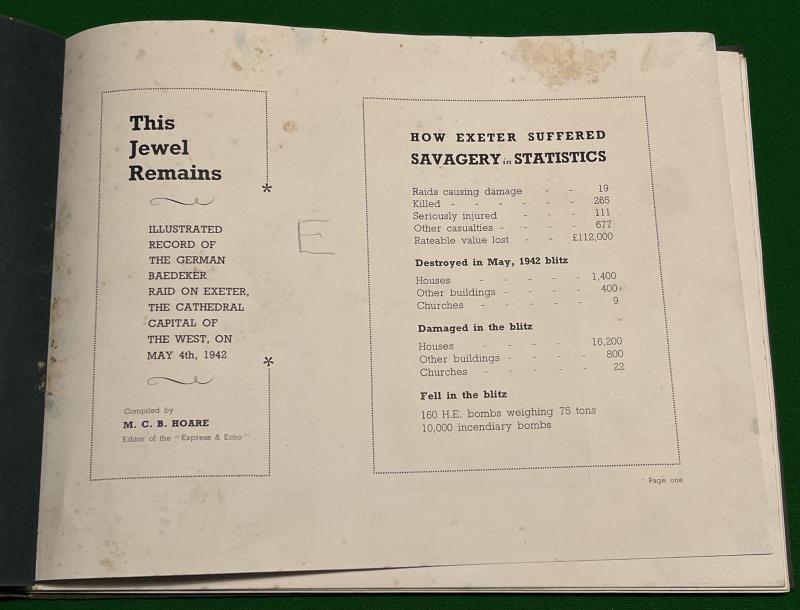 This
Jewel
Remains
*
ILLUSTRATED
RECORD OF
THE GERMAN
BAEDEKER
RAID ON EXETER,
THE CATHEDRAL
CAPITAL OF
THE WEST, ON
MAY 4th, 1942
*
Compiled by
M. C. B. HOARE
Editor of the "Express & Echo"
E
HOW EXETER SUFFERED
SAVAGERY in STATISTICS
Raids causing damage - - 19
Killed - - - - - - 265
Seriously injured - - - 111
Other casualties - - - - 677
Rateable value lost - - £112,000
Destroyed in May, 1942 blitz
Houses - - - - - 1,400
Other buildings - - - - 400
Churches - - - - - 9
Damaged in the blitz
Houses - - - - 16,200
Other buildings - - - - 800
Churches - - - - - 22
Fell in the blitz
160 H.E. bombs weighing 75 tons
10,000 incendiary bombs
Page one